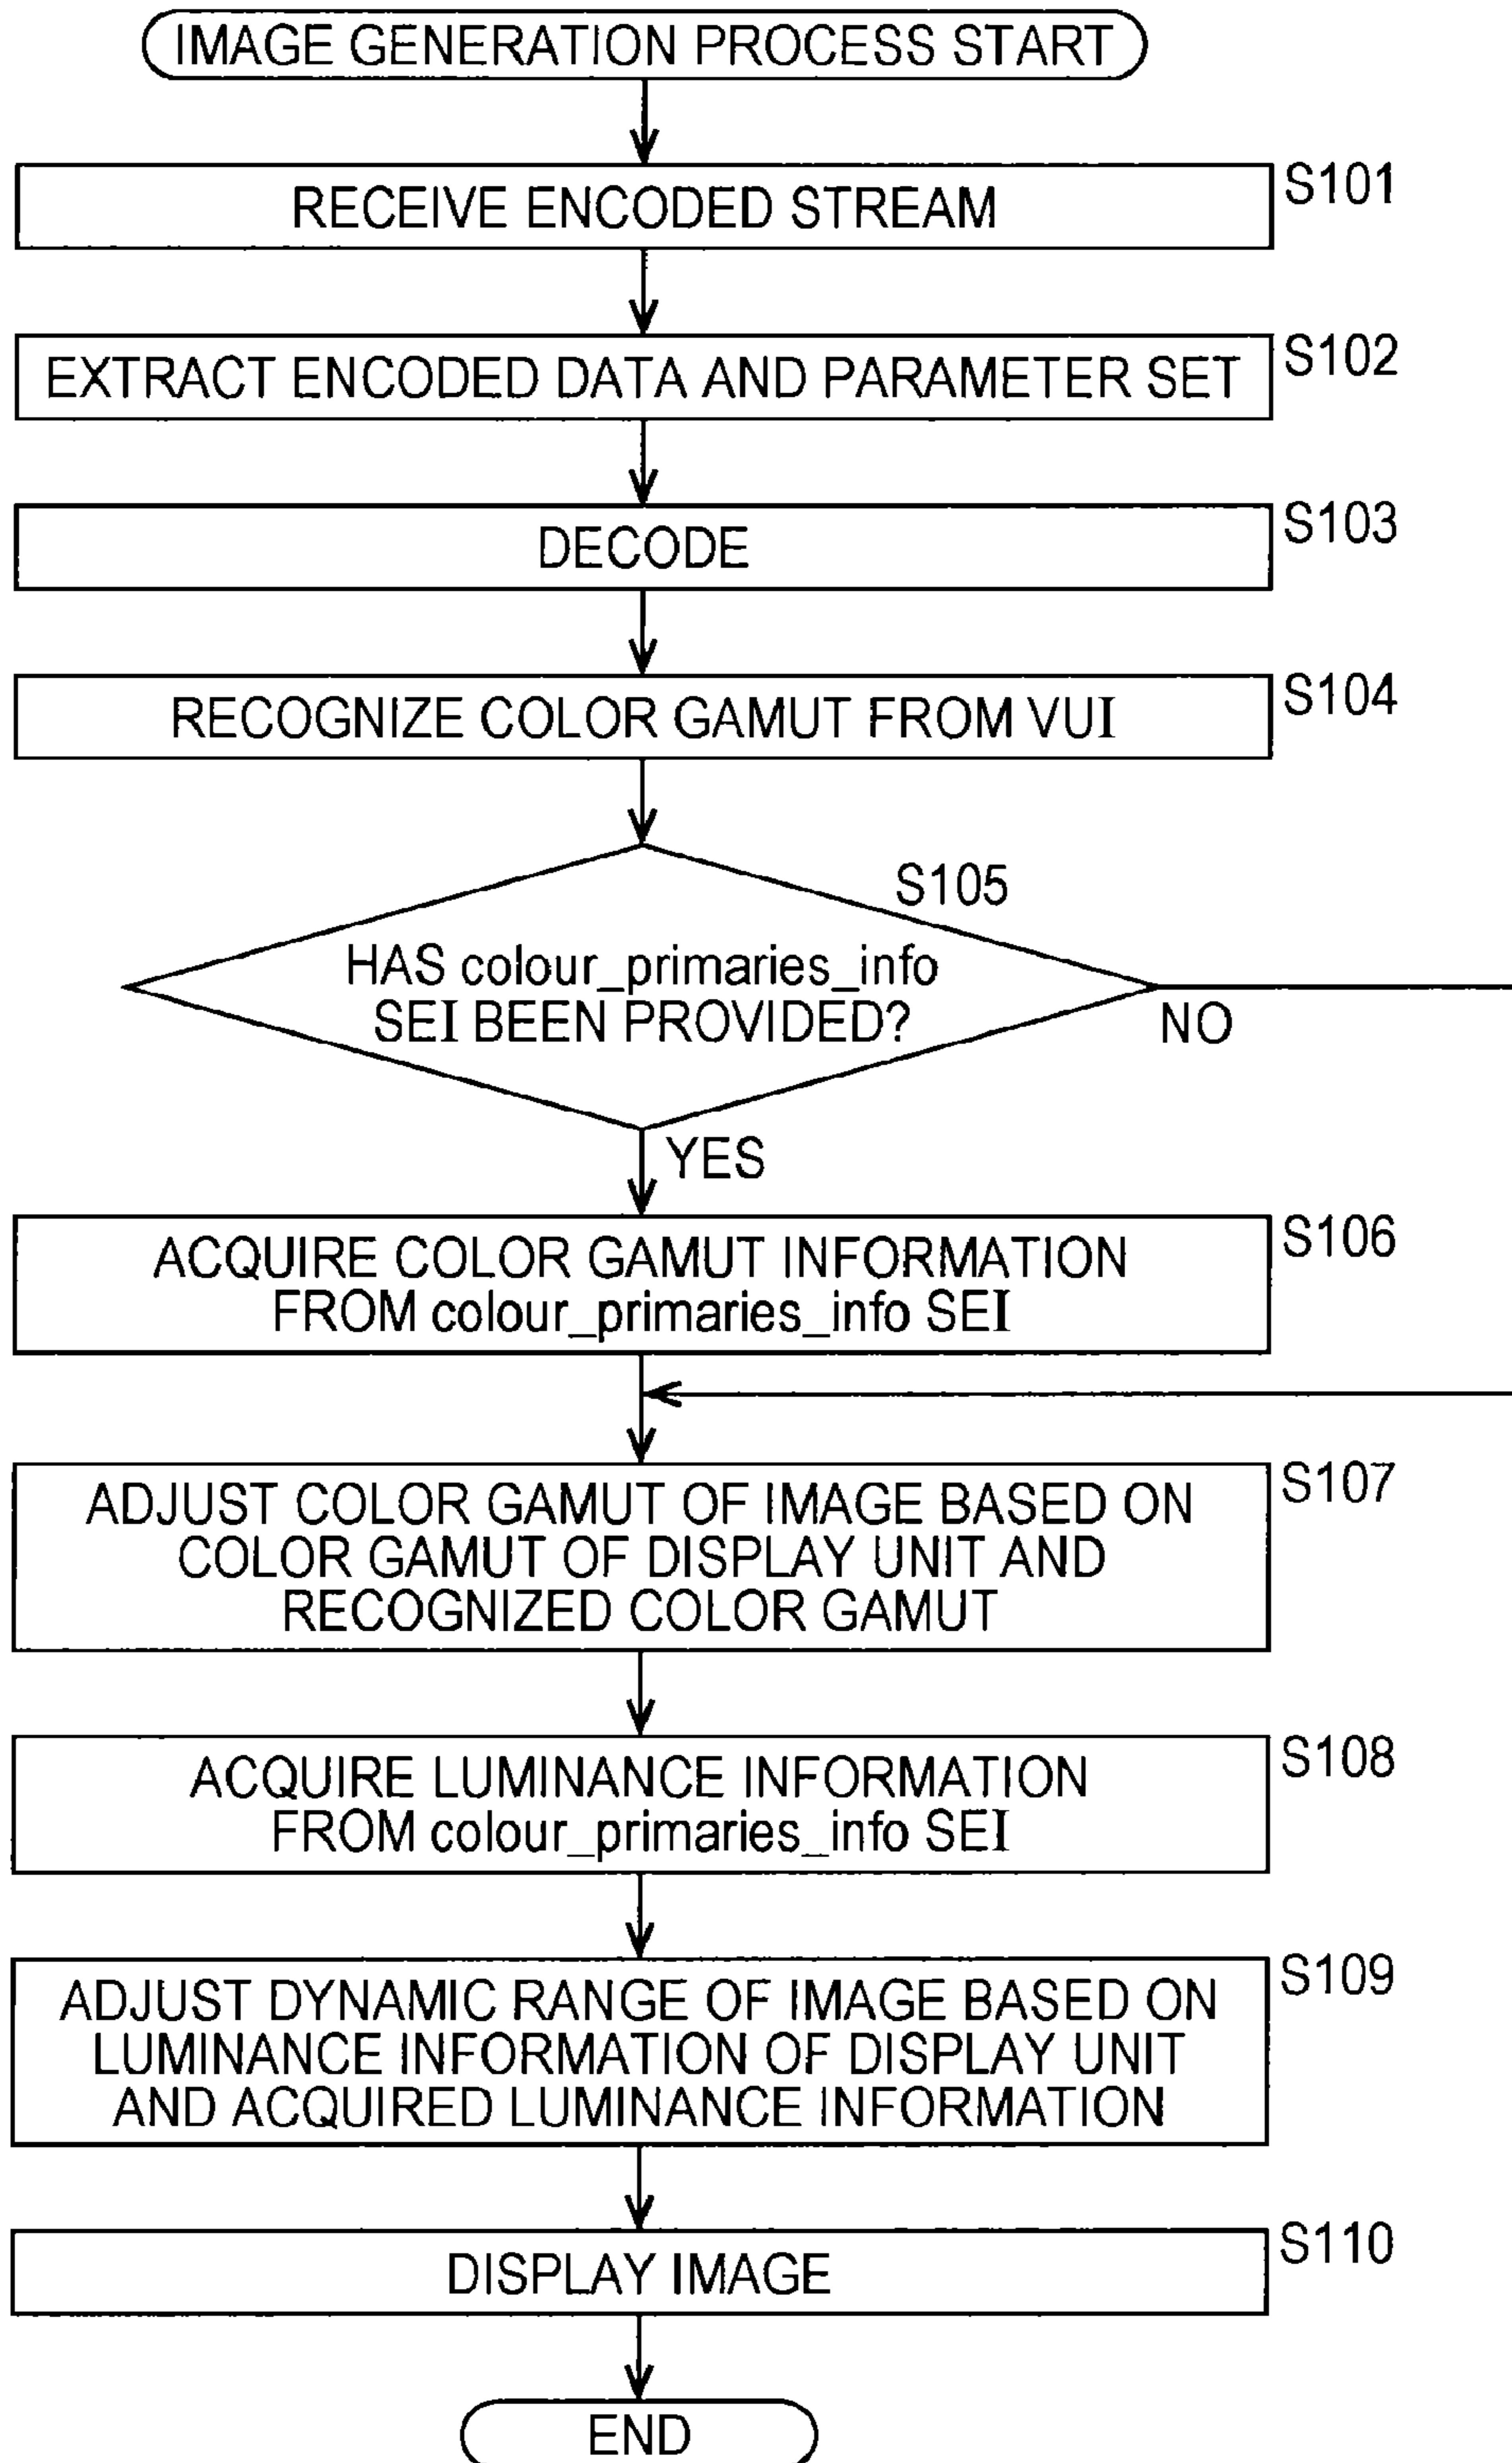 IMAGE GENERATION PROCESS START
S101
RECEIVE ENCODED STREAM
S102
EXTRACT ENCODED DATA AND PARAMETER SET
S103
DECODE
S104
RECOGNIZE COLOR GAMUT FROM VUI
S105
HAS colour_primaries_info
SEI BEEN PROVIDED?
NO
YES
S106
ACQUIRE COLOR GAMUT INFORMATION
FROM colour_primaries_info SEI
S107
ADJUST COLOR GAMUT OF IMAGE BASED ON
COLOR GAMUT OF DISPLAY UNIT AND
RECOGNIZED COLOR GAMUT
S108
ACQUIRE LUMINANCE INFORMATION
FROM colour_primaries_info SEI
S109
ADJUST DYNAMIC RANGE OF IMAGE BASED ON
LUMINANCE INFORMATION OF DISPLAY UNIT
AND ACQUIRED LUMINANCE INFORMATION
S110
DISPLAY IMAGE
END